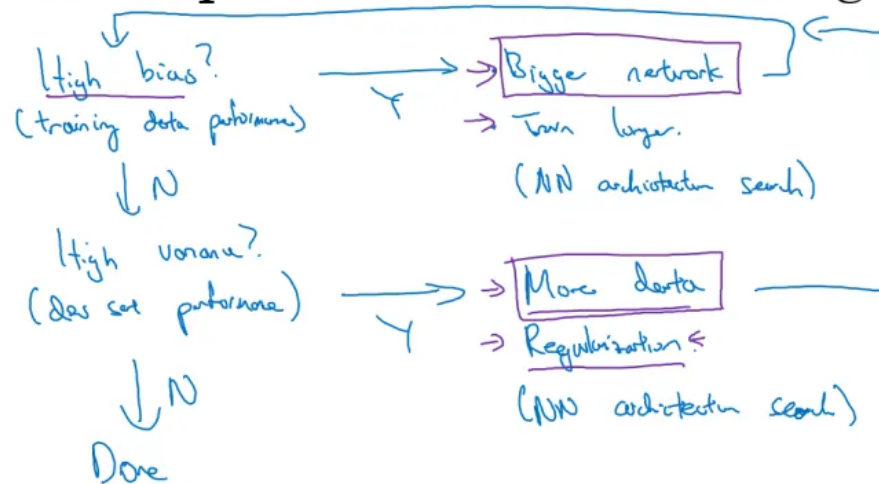 High bias?
(training data performance)
Y
Bigger network
Train longer.
(NN architecture search)
N
High variance?
(dev set performance)
Y
More data
Regularization.
(NN architecture search)
N
Done